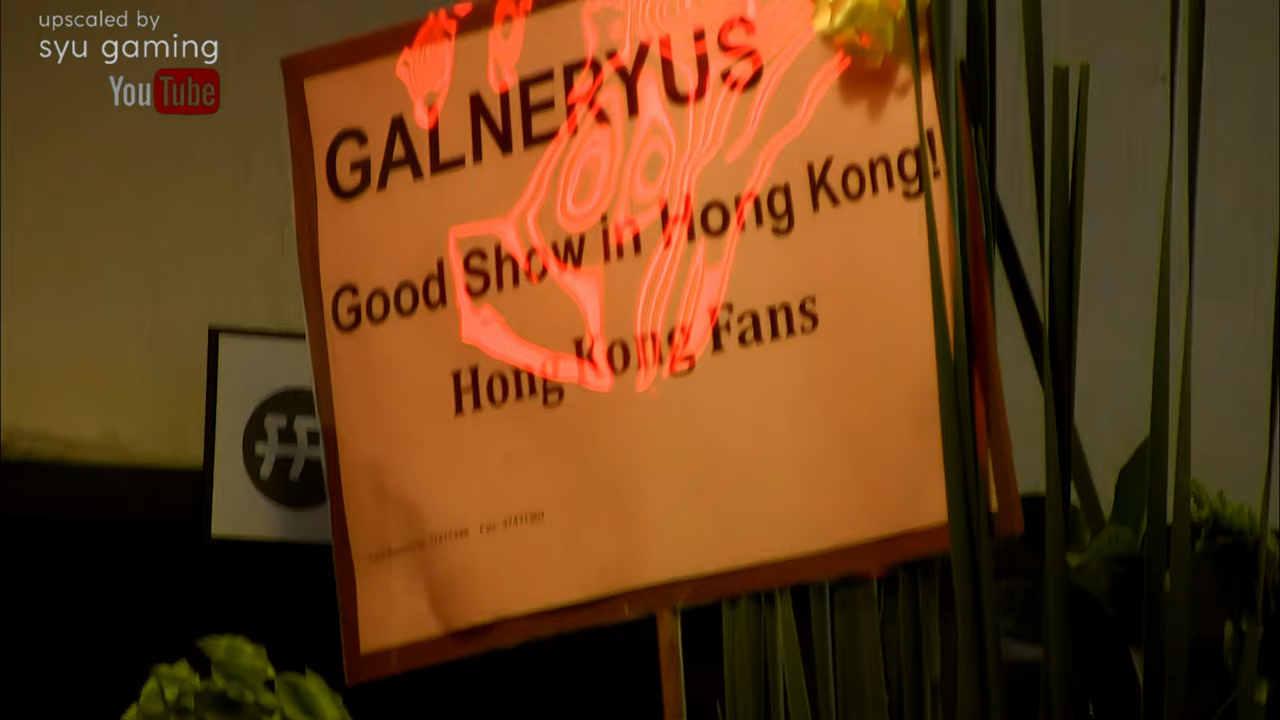 upscaled by
syu gaming
YouTube
GALNERYUS
Good Show in Hong Kong!
Hong Kong Fans